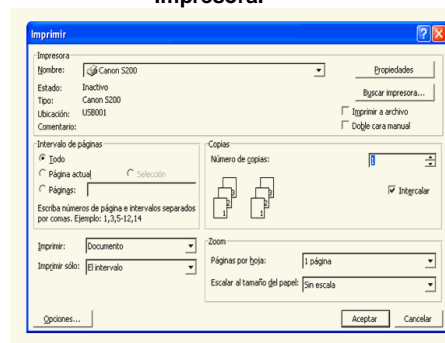 Impresora.
Imprimir
Impresora
Nombre: Canon S200 Propiedades
Estado: Inactivo
Tipo: Canon S200 Buscar impresora...
Ubicación: USB001 Imprimir a archivo
Comentario: Doble cara manual
Intervalo de páginas
Todo
Página actual Selección
Páginas:
Escriba números de página e intervalos separados
por comas. Ejemplo: 1,3,5-12,14
Copias
Número de copias: 1
Intercalar
Imprimir: Documento
Imprimir sólo: El intervalo
Zoom
Páginas por hoja: 1 página
Escalar al tamaño del papel: Sin escala
Opciones... Aceptar Cancelar